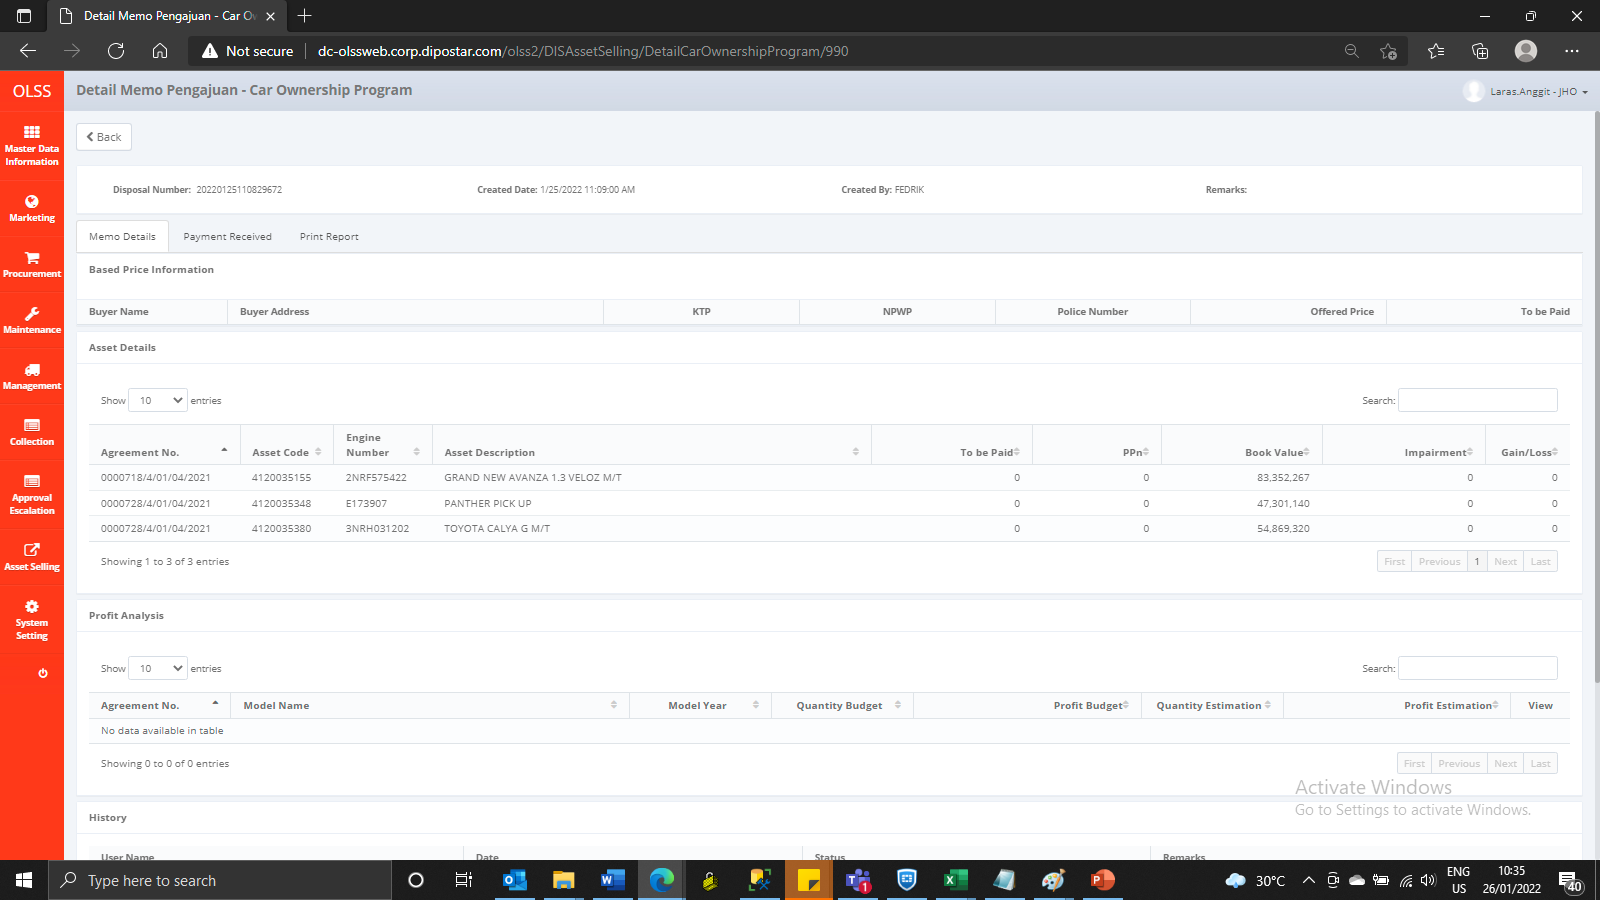 Detail Memo Pengajuan - Car Ow
Not secure | dc-olssweb.corp.dipostar.com/olss2/DISAssetSelling/DetailCarOwnershipProgram/990
OLSS
Detail Memo Pengajuan - Car Ownership Program
Laras.Anggit - JHO
Master Data
Information
Marketing
Procurement
Maintenance
Management
Collection
Approval
Escalation
Asset Selling
System
Setting
Back
Disposal Number: 20220125110829672 Created Date: 1/25/2022 11:09:00 AM Created By: FEDRIK Remarks:
Memo Details Payment Received Print Report
Based Price Information
Buyer Name Buyer Address KTP NPWP Police Number Offered Price To be Paid
Asset Details
Show 10 entries Search:
Agreement No. Asset Code Engine Number Asset Description To be Paid PPn Book Value Impairment Gain/Loss
0000718/4/01/04/2021 4120035155 2NRF575422 GRAND NEW AVANZA 1.3 VELOZ M/T 0 0 83,352,267 0 0
0000728/4/01/04/2021 4120035348 E173907 PANTHER PICK UP 0 0 47,301,140 0 0
0000728/4/01/04/2021 4120035380 3NRH031202 TOYOTA CALYA G M/T 0 0 54,869,320 0 0
Showing 1 to 3 of 3 entries First Previous 1 Next Last
Profit Analysis
Show 10 entries Search:
Agreement No. Model Name Model Year Quantity Budget Profit Budget Quantity Estimation Profit Estimation View
No data available in table
Showing 0 to 0 of 0 entries First Previous Next Last
Activate Windows
Go to Settings to activate Windows.
History
User Name Date Status Remarks
Type here to search
1
30°C
ENG
US
10:35
26/01/2022
40